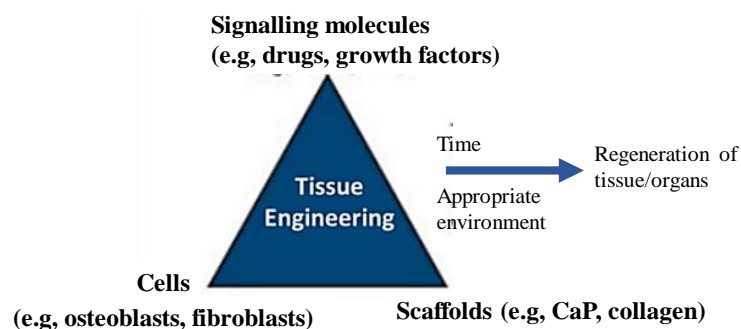 Signalling molecules
(e.g, drugs, growth factors)
Time
Regeneration of
tissue/organs
Appropriate
environment
Tissue
Engineering
Cells
(e.g, osteoblasts, fibroblasts)
Scaffolds (e.g, CaP, collagen)